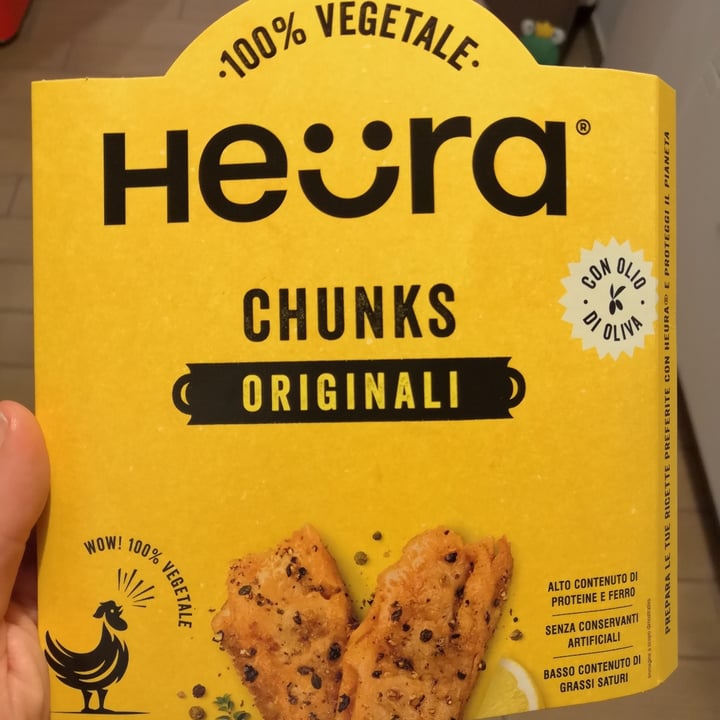 ·100% VEGETALE·
Heüra®
CHUNKS
ORIGINALI
CON OLIO
· DI OLIVA ·
WOW! 100% VEGETALE
ALTO CONTENUTO DI
PROTEINE E FERRO
SENZA CONSERVANTI
ARTIFICIALI
BASSO CONTENUTO DI
GRASSI SATURI
PREPARA LE TUE RICETTE PREFERITE CON HEURA® E PROTEGGI IL PIANETA